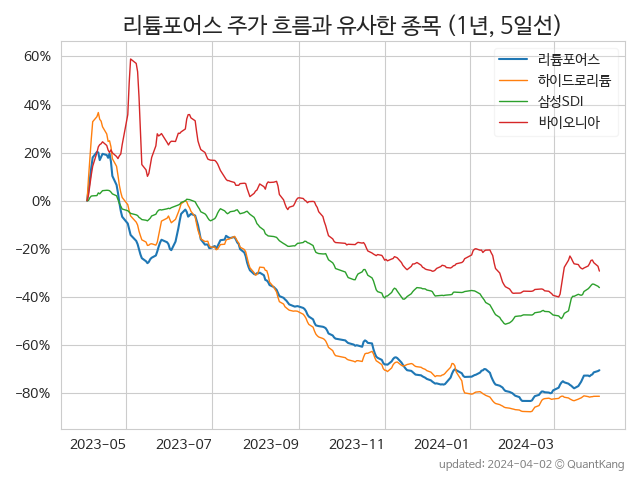 리튬포어스 주가 흐름과 유사한 종목 (1년, 5일선)
리튬포어스
하이드로리튬
삼성SDI
바이오니아
60%
40%
20%
0%
−20%
−40%
−60%
−80%
2023-05 2023-07 2023-09 2023-11 2024-01 2024-03
updated: 2024-04-02 © QuantKang